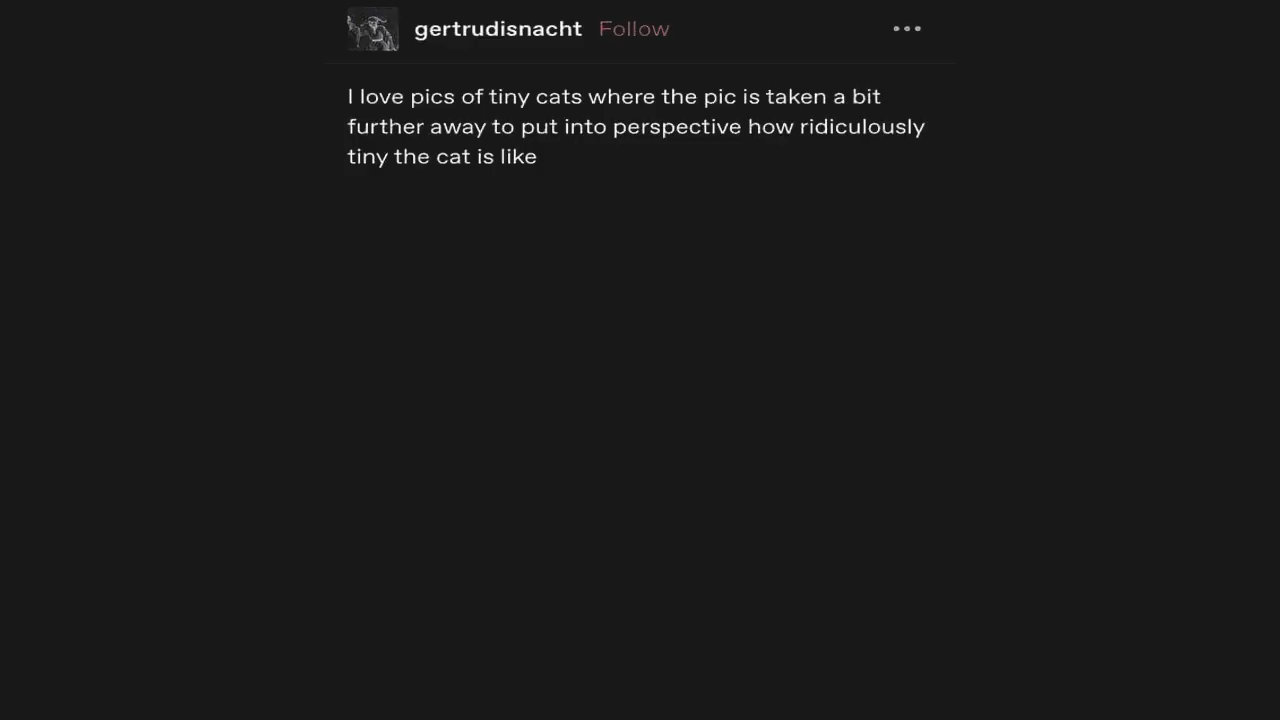 gertrudisnacht Follow
I love pics of tiny cats where the pic is taken a bit
further away to put into perspective how ridiculously
tiny the cat is like